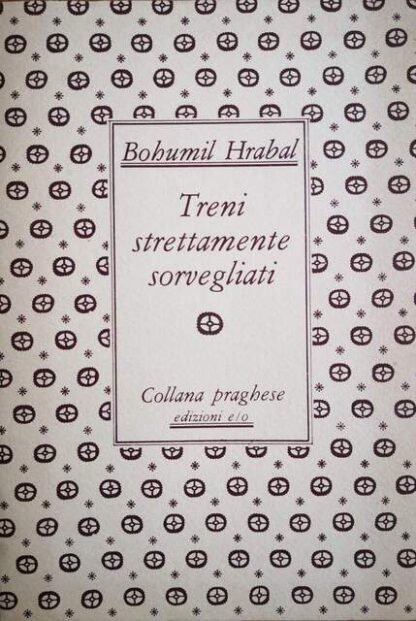 Bohumil Hrabal
Treni
strettamente
sorvegliati
Collana praghese
edizioni e/o